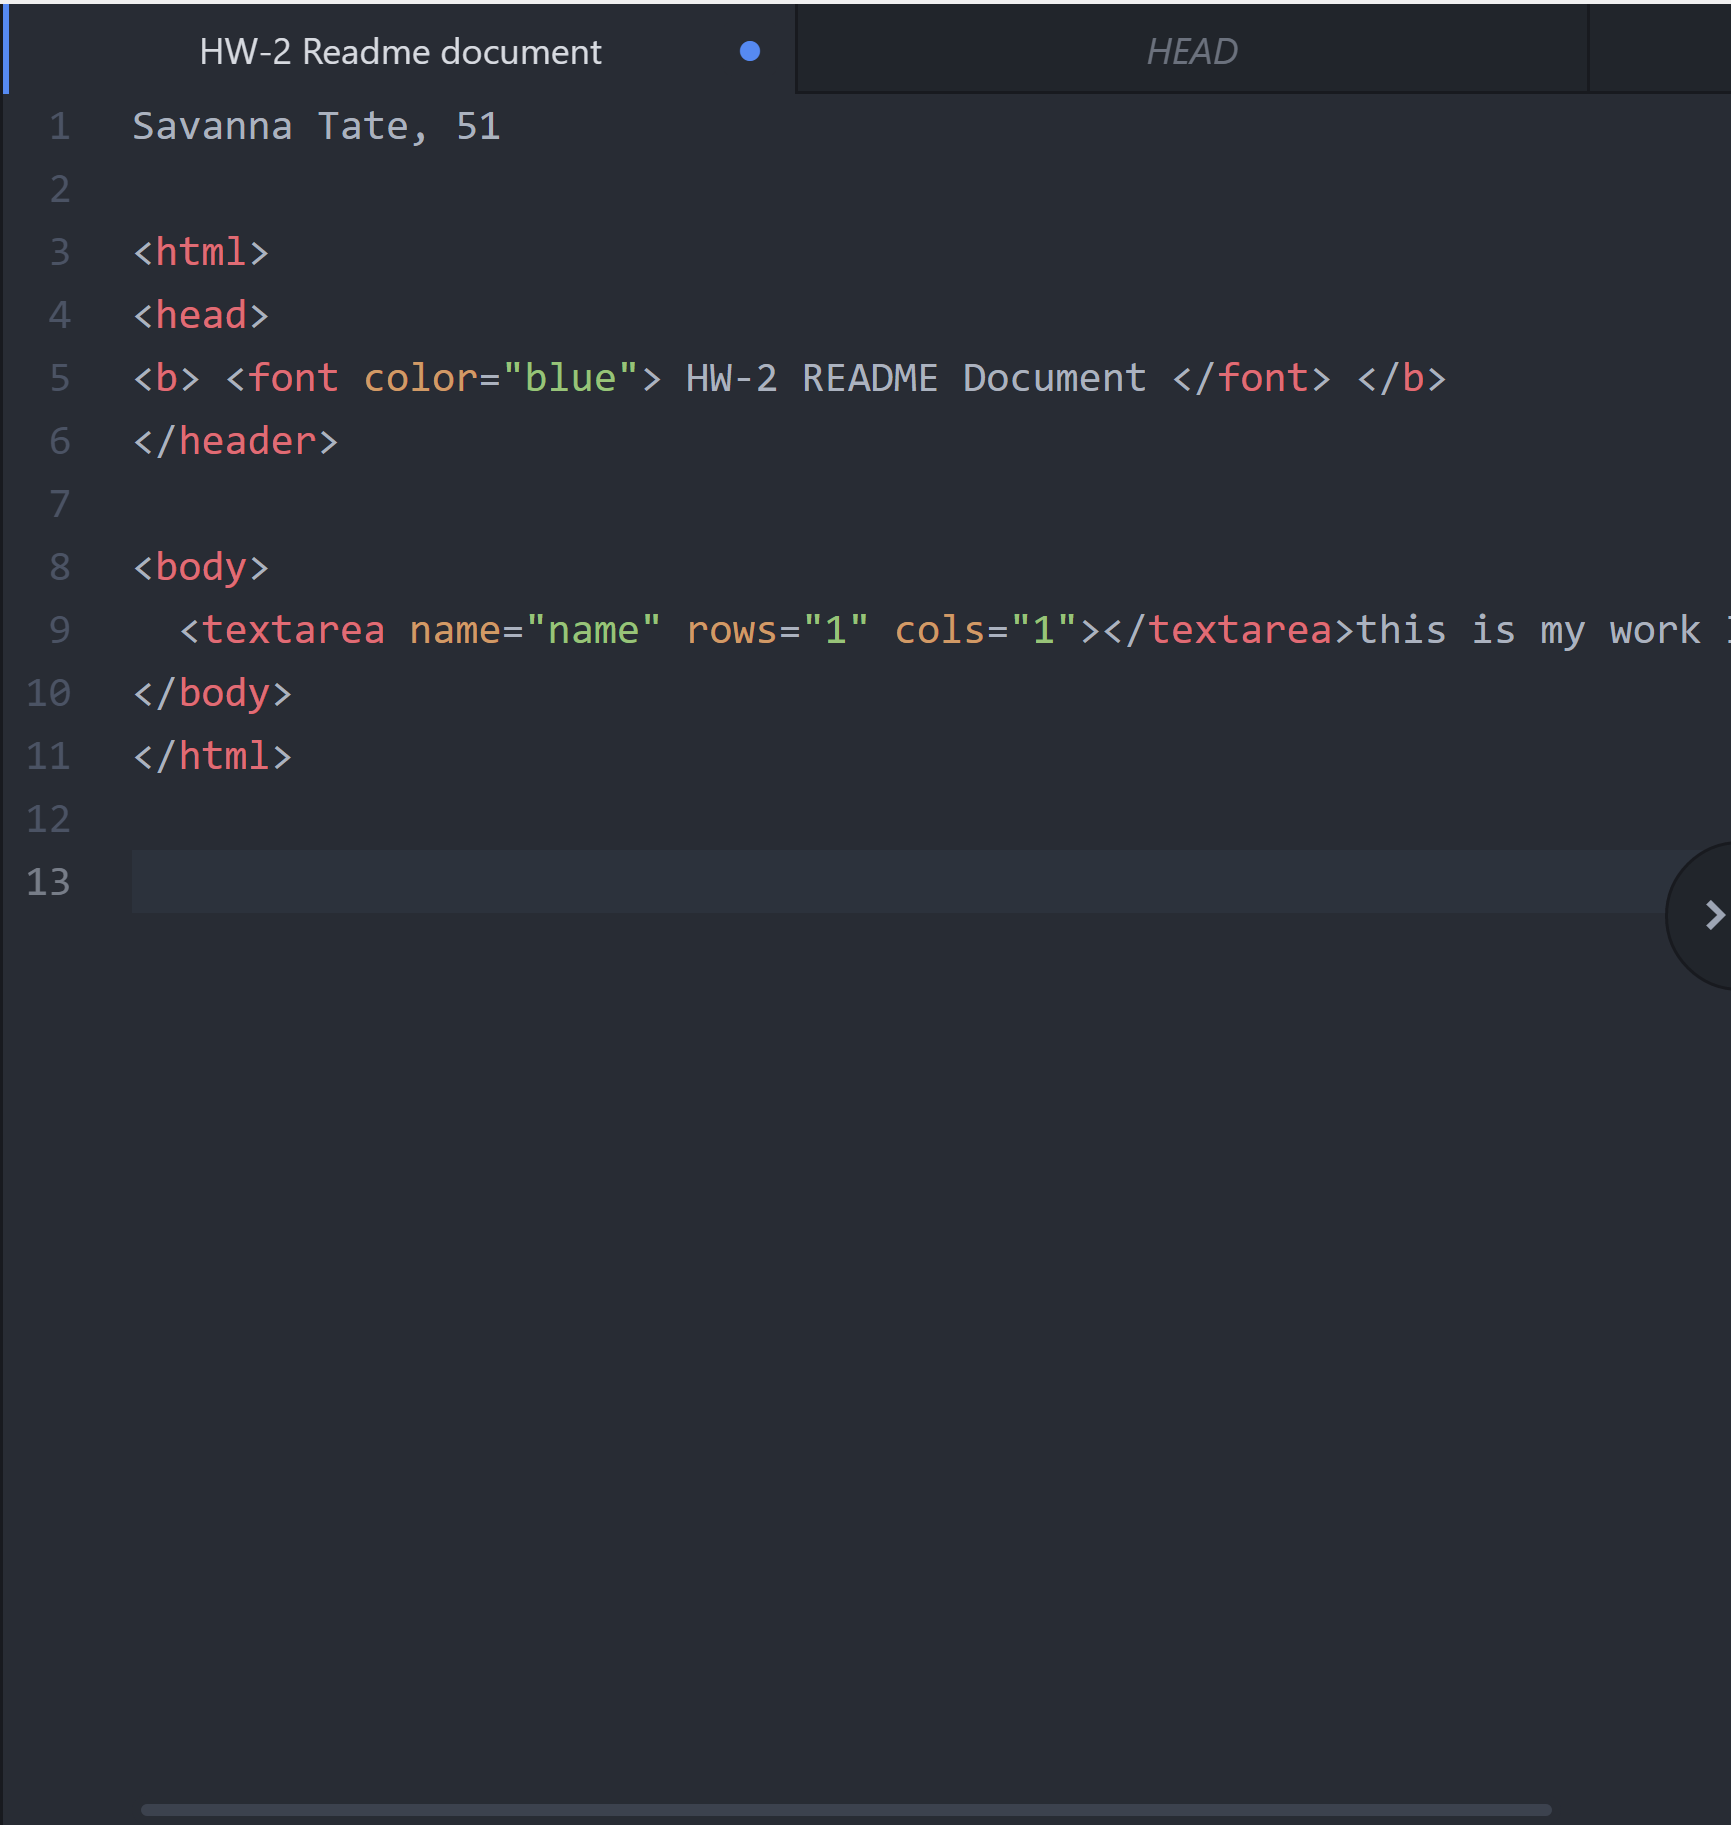 HW-2 Readme document
HEAD
1 Savanna Tate, 51
2
3 <html>
4 <head>
5 <b> <font color="blue"> HW-2 README Document </font> </b>
6 </header>
7
8 <body>
9 <textarea name="name" rows="1" cols="1"></textarea>this is my work
10 </body>
11 </html>
12
13